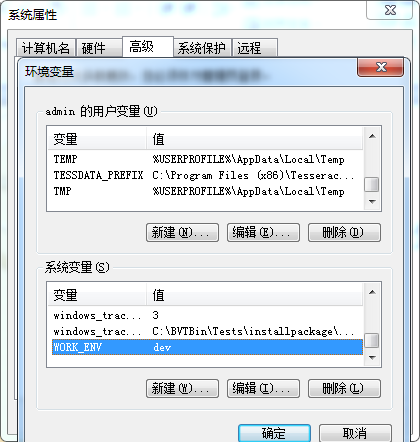 系统属性
计算机名 硬件 高级 系统保护 远程
环境变量
admin 的用户变量(U)
变量 值
TEMP %USERPROFILE%\AppData\Local\Temp
TESSDATA_PREFIX C:\Program Files (x86)\Tesserac...
TMP %USERPROFILE%\AppData\Local\Temp
新建(N)... 编辑(E)... 删除(D)
系统变量(S)
变量 值
windows_trac... 3
windows_trac... C:\BVTBin\Tests\installpackage\...
WORK_ENV dev
新建(W)... 编辑(I)... 删除(L)
确定 取消